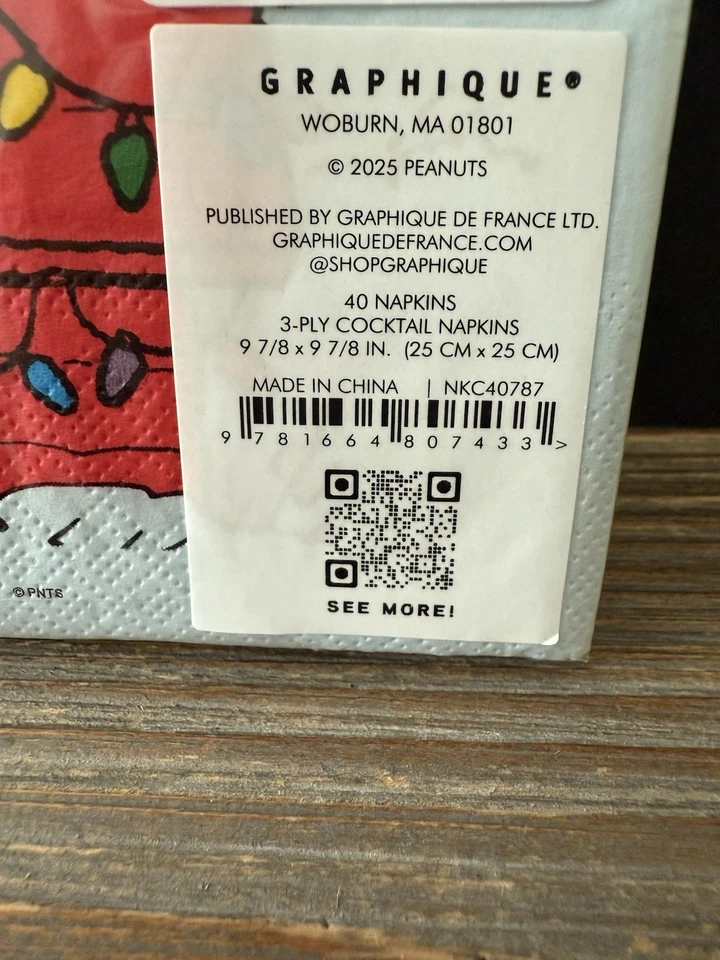 GRAPHIQUE®
WOBURN, MA 01801
© 2025 PEANUTS
PUBLISHED BY GRAPHIQUE DE FRANCE LTD.
GRAPHIQUEDEFRANCE.COM
@SHOPGRAPHIQUE
40 NAPKINS
3-PLY COCKTAIL NAPKINS
9 7/8 x 9 7/8 IN. (25 CM x 25 CM)
MADE IN CHINA | NKC40787
9 781664 807433 >
SEE MORE!
© PNTS